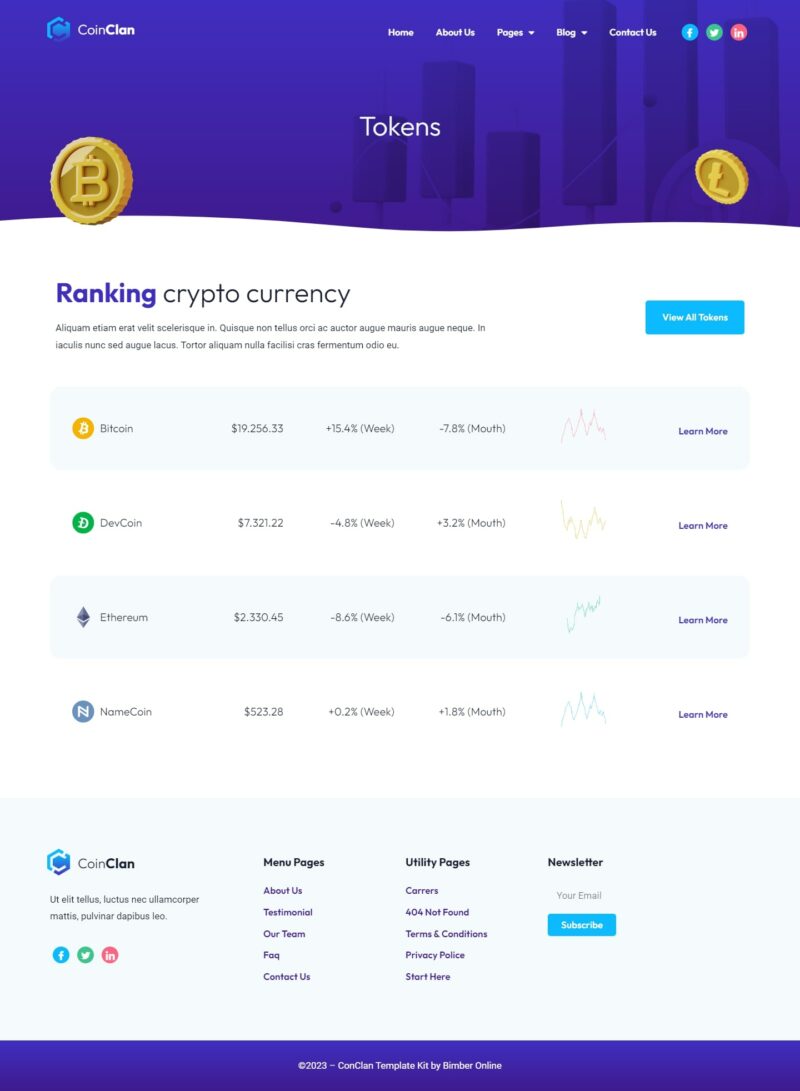 CoinClan
Home About Us Pages Blog Contact Us
Tokens
Ranking crypto currency
Aliquam etiam erat velit scelerisque in. Quisque non tellus orci ac auctor augue mauris augue neque. In
iaculis nunc sed augue lacus. Tortor aliquam nulla facilisi cras fermentum odio eu.
View All Tokens
Bitcoin $19.256.33 +15.4% (Week) -7.8% (Mouth) Learn More
DevCoin $7.321.22 -4.8% (Week) +3.2% (Mouth) Learn More
Ethereum $2.330.45 -8.6% (Week) -6.1% (Mouth) Learn More
NameCoin $523.28 +0.2% (Week) +1.8% (Mouth) Learn More
CoinClan
Ut elit tellus, luctus nec ullamcorper
mattis, pulvinar dapibus leo.
Menu Pages
About Us
Testimonial
Our Team
Faq
Contact Us
Utility Pages
Carrers
404 Not Found
Terms & Conditions
Privacy Police
Start Here
Newsletter
Your Email
Subscribe
©2023 – ConClan Template Kit by Bimber Online